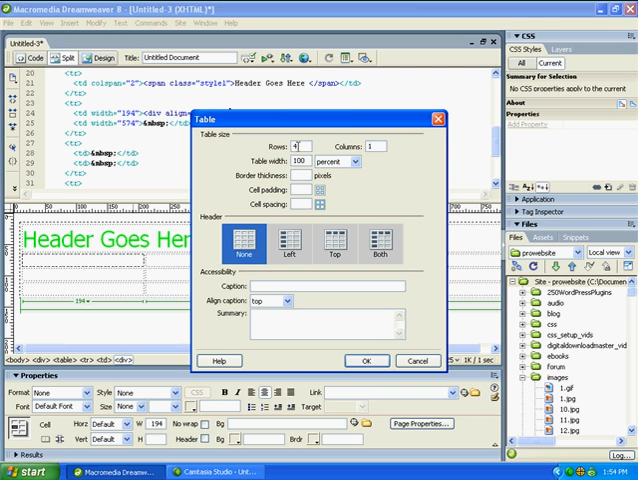 Macromedia Dreamweaver 8 - [Untitled-3 (XHTML)*]
File Edit View Insert Modify Text Commands Site Window Help
Untitled-3*
Code Split Design Title: Untitled Document
20 <tr>
21 <td colspan="2"><span class="style1">Header Goes Here </span></td>
22 </tr>
23 <tr>
24 <td width="194"><div align=
25 <td width="574">&nbsp;</td>
26 </tr>
27 <tr>
28 <td>&nbsp;</td>
29 <td>&nbsp;</td>
30 </tr>
31 <tr>
Header Goes Her
194
<body> <div> <table> <tr> <td> <div>
1 K / 1 sec
Table
Table size
Rows: 4 Columns: 1
Table width: 100 percent
Border thickness: pixels
Cell padding:
Cell spacing:
Header
None Left Top Both
Accessibility
Caption:
Align caption: top
Summary:
Help OK Cancel
CSS
CSS Styles Layers
All Current
Summary for Selection
No CSS properties apply to the current
About
Add Property
Application
Tag Inspector
Files
Files Assets Snippets
prowebsite Local view
Site - prowebsite (C:\Documen
250WordPressPlugins
audio
blog
css
css_setup_vids
digitaldownloadmaster_vid
ebooks
forum
images
1.gif
1.jpg
10.jpg
11.jpg
12.jpg
Log...
Properties
Format None Style None CSS B I Link
Font Default Font Size None Target
Cell Horz Default W 194 No wrap Bg Page Properties...
Vert Default H Header Bg Brdr
Results
start Macromedia Dreamw... Camtasia Studio - Unt... 1:54 PM